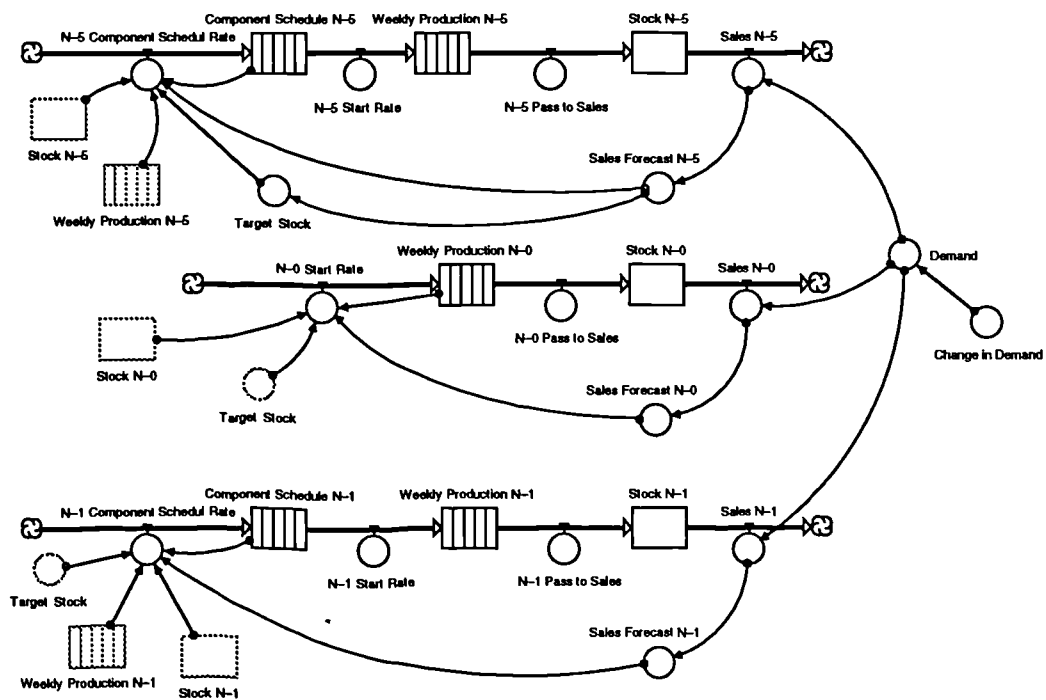 Component Schedule N–5
Weekly Production N–5
Stock N–5
Sales N–5
N–5 Component Schedul Rate
N–5 Start Rate
N–5 Pass to Sales
Stock N–5
Sales Forecast N–5
Weekly Production N–5
Target Stock
Weekly Production N–0
Stock N–0
Sales N–0
Demand
N–0 Start Rate
N–0 Pass to Sales
Change in Demand
Stock N–0
Target Stock
Sales Forecast N–0
Component Schedule N–1
Weekly Production N–1
Stock N–1
Sales N–1
N–1 Component Schedul Rate
N–1 Start Rate
N–1 Pass to Sales
Target Stock
Sales Forecast N–1
Weekly Production N–1
Stock N–1